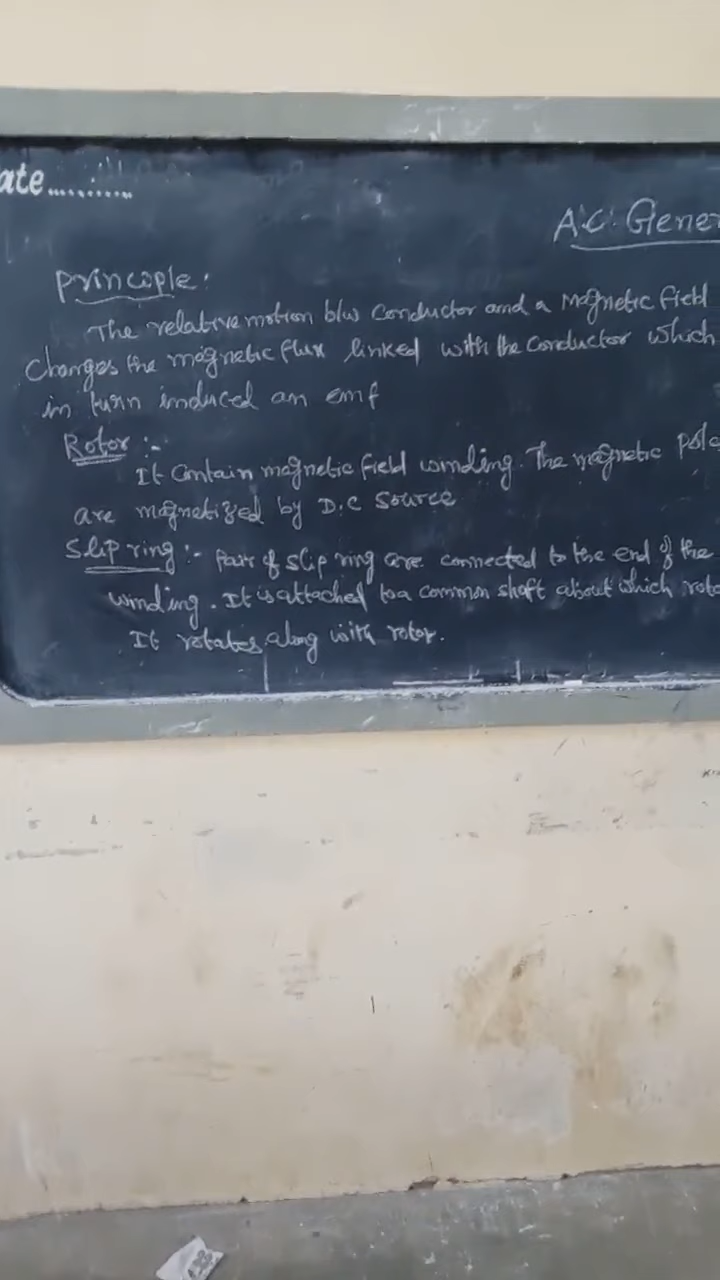 ate...........
A.C. Gener
Principle:
The relative motion b/w Conductor and a Magnetic field
changes the magnetic flux linked with the Conductor which
in turn induced an emf
Rotor :-
It Contain magnetic field winding. The magnetic pole
are magnetized by D.C Source
Slip ring :- Pair of slip ring are connected to the end of the
winding. It is attached to a common shaft about which roto
It rotates along with rotor.